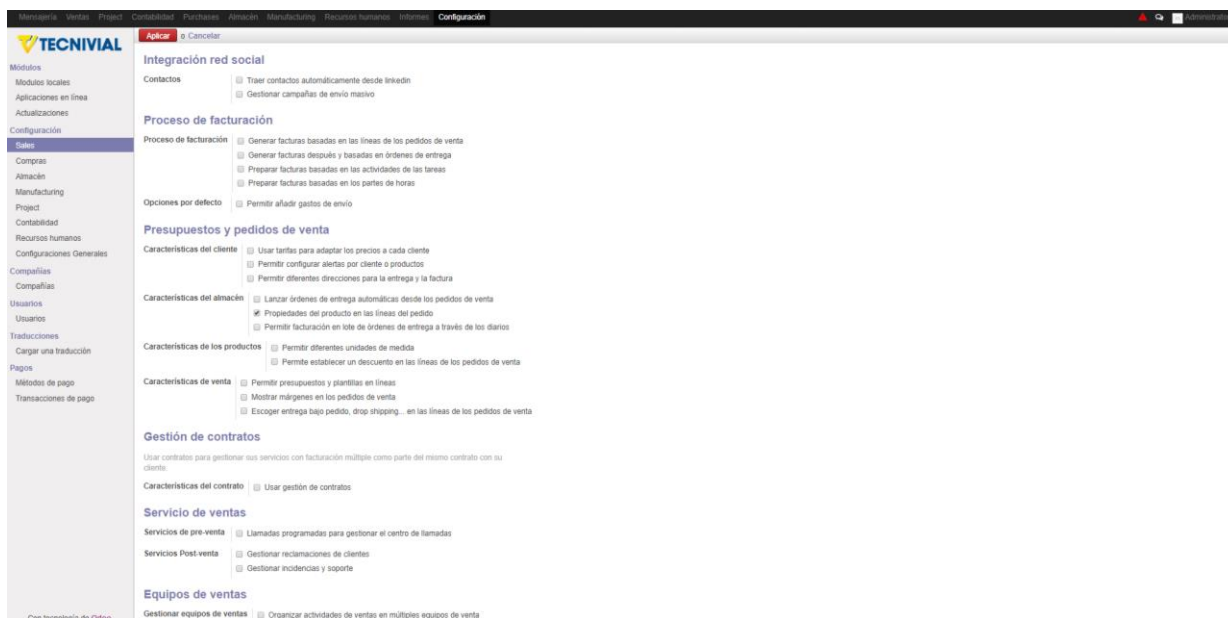 Mensajería Ventas Project Contabilidad Purchases Almacén Manufacturing Recursos humanos Informes Configuración Administrator
TECNIVIAL
Aplicar o Cancelar
Módulos
Modulos locales
Aplicaciones en línea
Actualizaciones
Configuración
Sales
Compras
Almacén
Manufacturing
Project
Contabilidad
Recursos humanos
Configuraciones Generales
Compañías
Compañías
Usuarios
Usuarios
Traducciones
Cargar una traducción
Pagos
Métodos de pago
Transacciones de pago
Con tecnología de Odoo
Integración red social
Contactos Traer contactos automáticamente desde linkedin
Gestionar campañas de envío masivo
Proceso de facturación
Proceso de facturación Generar facturas basadas en las líneas de los pedidos de venta
Generar facturas después y basadas en órdenes de entrega
Preparar facturas basadas en las actividades de las tareas
Preparar facturas basadas en los partes de horas
Opciones por defecto Permitir añadir gastos de envío
Presupuestos y pedidos de venta
Características del cliente Usar tarifas para adaptar los precios a cada cliente
Permitir configurar alertas por cliente o productos
Permitir diferentes direcciones para la entrega y la factura
Características del almacén Lanzar órdenes de entrega automáticas desde los pedidos de venta
Propiedades del producto en las líneas del pedido
Permitir facturación en lote de órdenes de entrega a través de los diarios
Características de los productos Permitir diferentes unidades de medida
Permite establecer un descuento en las líneas de los pedidos de venta
Características de venta Permitir presupuestos y plantillas en líneas
Mostrar márgenes en los pedidos de venta
Escoger entrega bajo pedido, drop shipping... en las líneas de los pedidos de venta
Gestión de contratos
Usar contratos para gestionar sus servicios con facturación múltiple como parte del mismo contrato con su
cliente.
Características del contrato Usar gestión de contratos
Servicio de ventas
Servicios de pre-venta Llamadas programadas para gestionar el centro de llamadas
Servicios Post-venta Gestionar reclamaciones de clientes
Gestionar incidencias y soporte
Equipos de ventas
Gestionar equipos de ventas Organizar actividades de ventas en múltiples equipos de venta